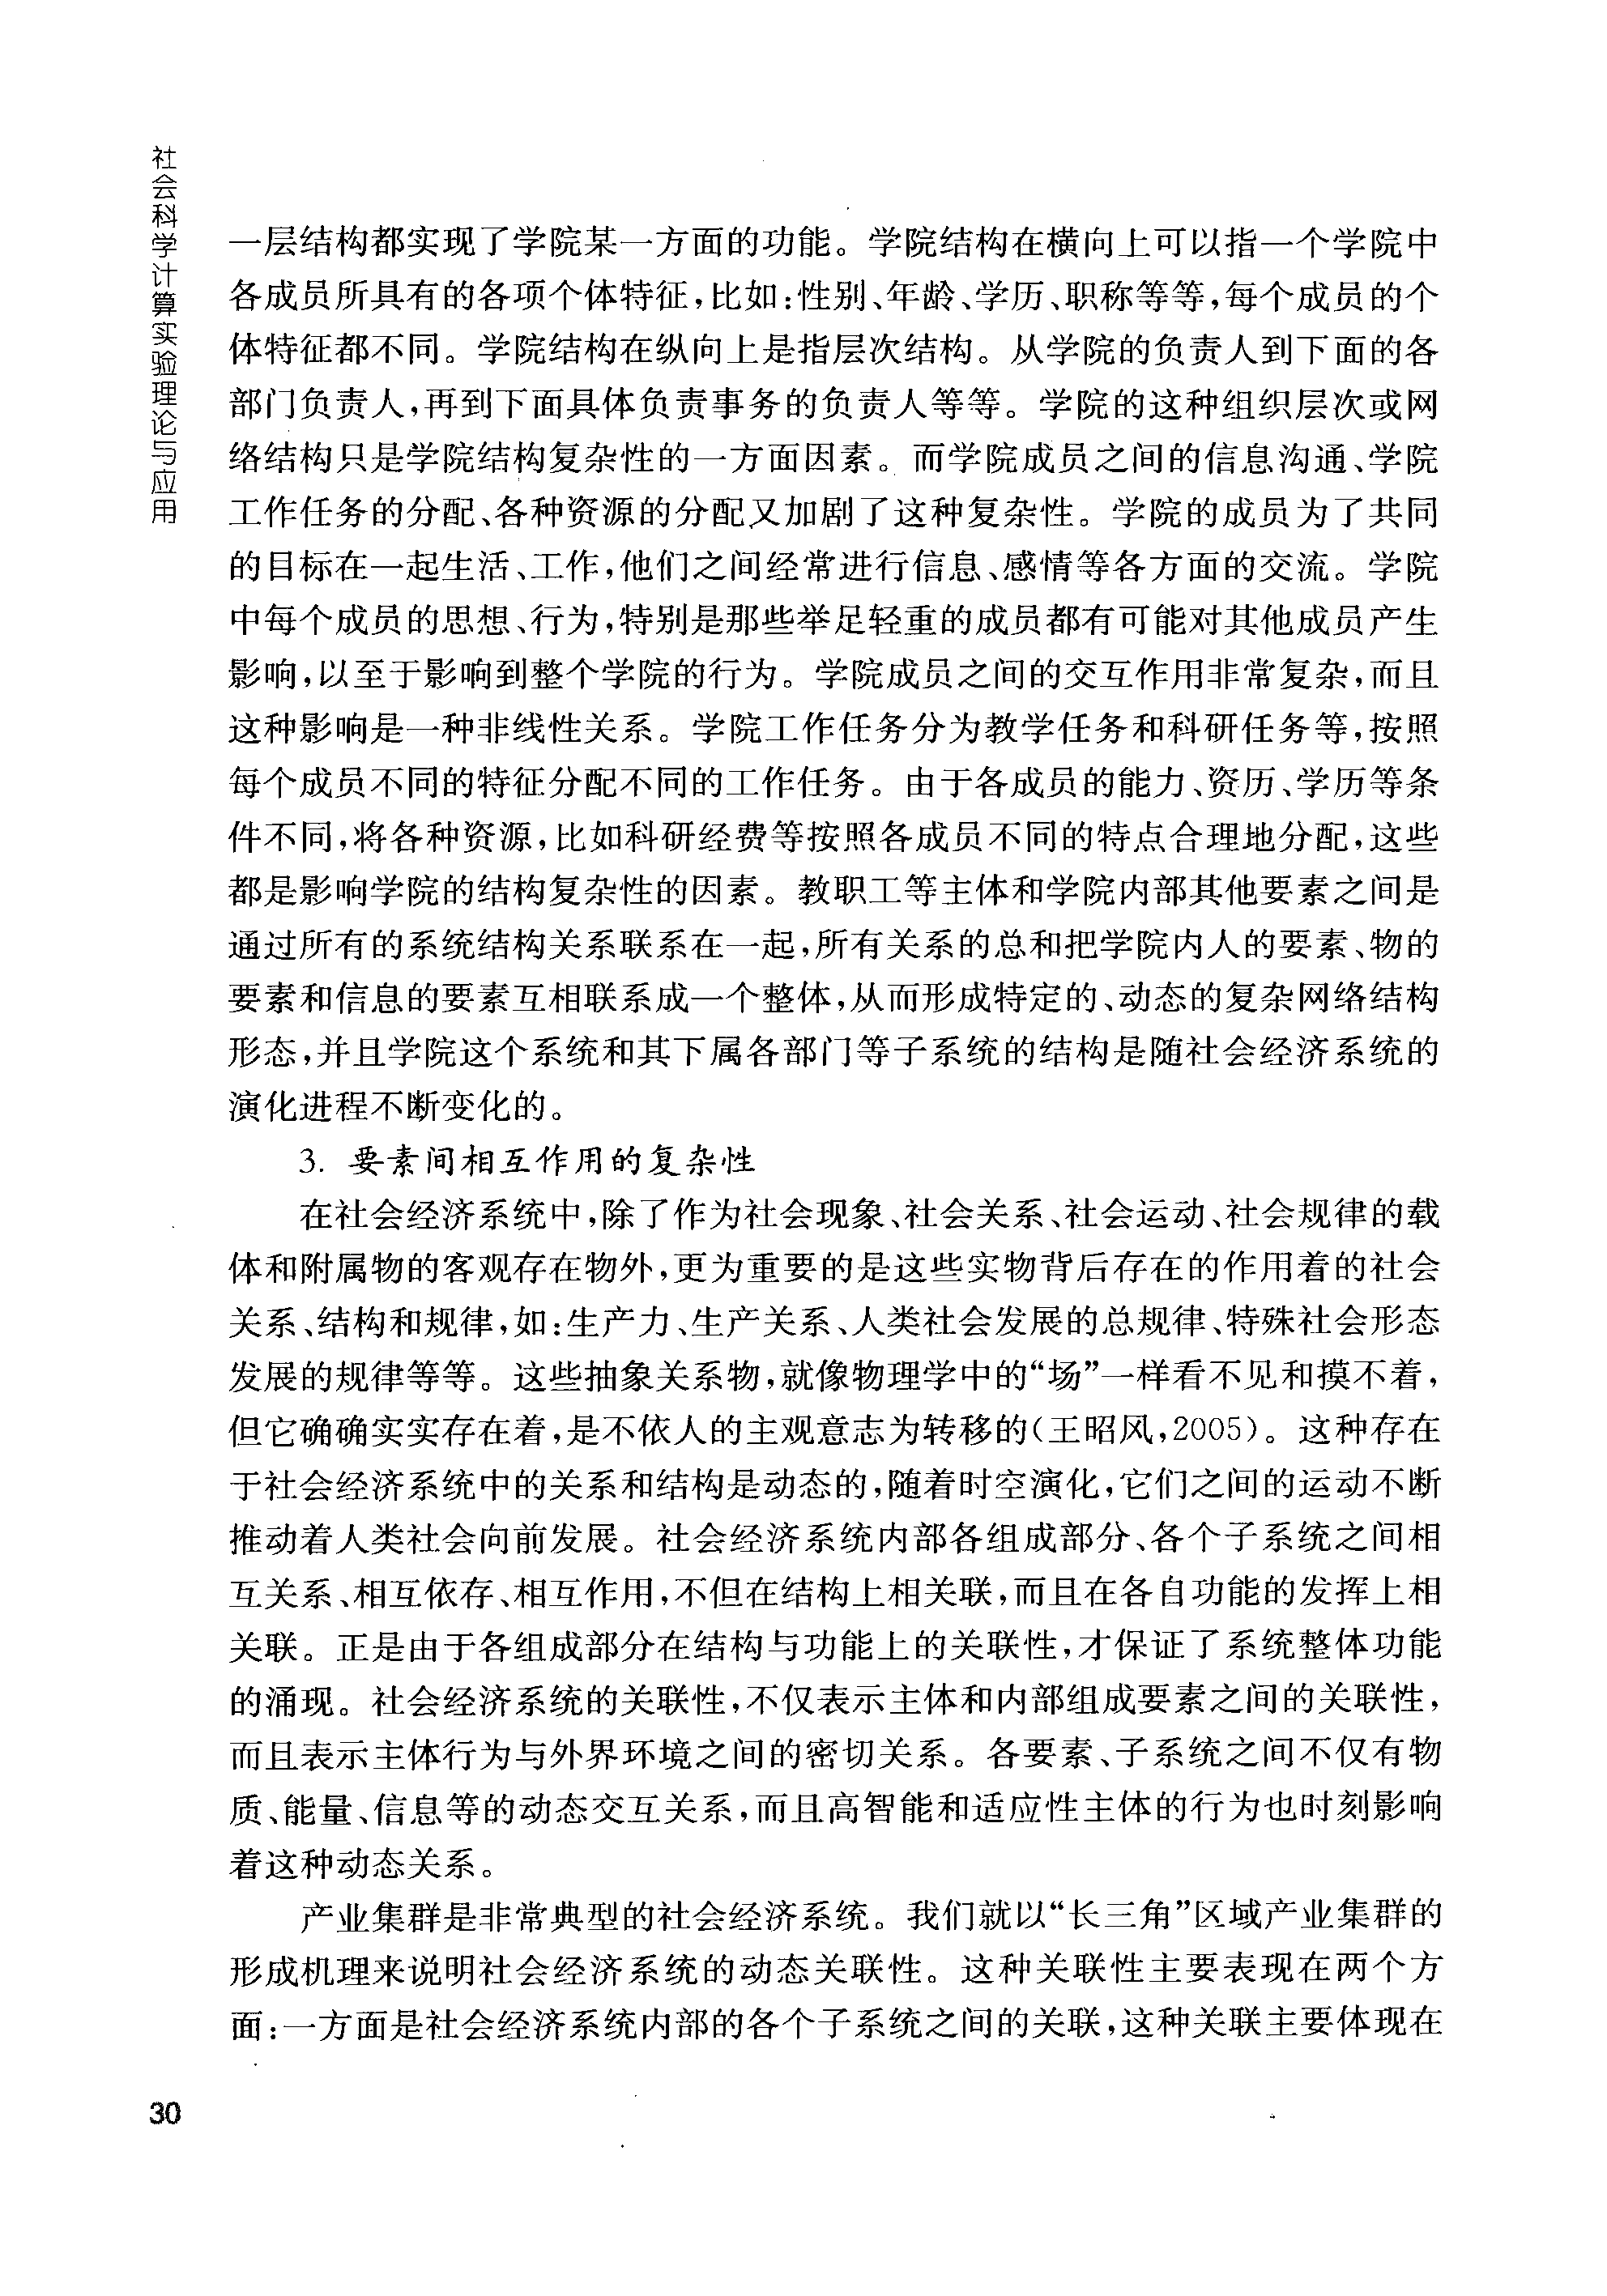 社会科学计算实验理论与应用
一层结构都实现了学院某一方面的功能。学院结构在横向上可以指一个学院中
各成员所具有的各项个体特征，比如：性别、年龄、学历、职称等等，每个成员的个
体特征都不同。学院结构在纵向上是指层次结构。从学院的负责人到下面的各
部门负责人，再到下面具体负责事务的负责人等等。学院的这种组织层次或网
络结构只是学院结构复杂性的一方面因素。而学院成员之间的信息沟通、学院
工作任务的分配、各种资源的分配又加剧了这种复杂性。学院的成员为了共同
的目标在一起生活、工作，他们之间经常进行信息、感情等各方面的交流。学院
中每个成员的思想、行为，特别是那些举足轻重的成员都有可能对其他成员产生
影响，以至于影响到整个学院的行为。学院成员之间的交互作用非常复杂，而且
这种影响是一种非线性关系。学院工作任务分为教学任务和科研任务等，按照
每个成员不同的特征分配不同的工作任务。由于各成员的能力、资历、学历等条
件不同，将各种资源，比如科研经费等按照各成员不同的特点合理地分配，这些
都是影响学院的结构复杂性的因素。教职工等主体和学院内部其他要素之间是
通过所有的系统结构关系联系在一起，所有关系的总和把学院内人的要素、物的
要素和信息的要素互相联系成一个整体，从而形成特定的、动态的复杂网络结构
形态，并且学院这个系统和其下属各部门等子系统的结构是随社会经济系统的
演化进程不断变化的。
3. 要素间相互作用的复杂性
在社会经济系统中，除了作为社会现象、社会关系、社会运动、社会规律的载
体和附属物的客观存在物外，更为重要的是这些实物背后存在的作用着的社会
关系、结构和规律，如：生产力、生产关系、人类社会发展的总规律、特殊社会形态
发展的规律等等。这些抽象关系物，就像物理学中的“场”一样看不见和摸不着，
但它确确实实存在着，是不依人的主观意志为转移的（王昭风，2005）。这种存在
于社会经济系统中的关系和结构是动态的，随着时空演化，它们之间的运动不断
推动着人类社会向前发展。社会经济系统内部各组成部分、各个子系统之间相
互关系、相互依存、相互作用，不但在结构上相关联，而且在各自功能的发挥上相
关联。正是由于各组成部分在结构与功能上的关联性，才保证了系统整体功能
的涌现。社会经济系统的关联性，不仅表示主体和内部组成要素之间的关联性，
而且表示主体行为与外界环境之间的密切关系。各要素、子系统之间不仅有物
质、能量、信息等的动态交互关系，而且高智能和适应性主体的行为也时刻影响
着这种动态关系。
产业集群是非常典型的社会经济系统。我们就以“长三角”区域产业集群的
形成机理来说明社会经济系统的动态关联性。这种关联性主要表现在两个方
面：一方面是社会经济系统内部的各个子系统之间的关联，这种关联主要体现在
30